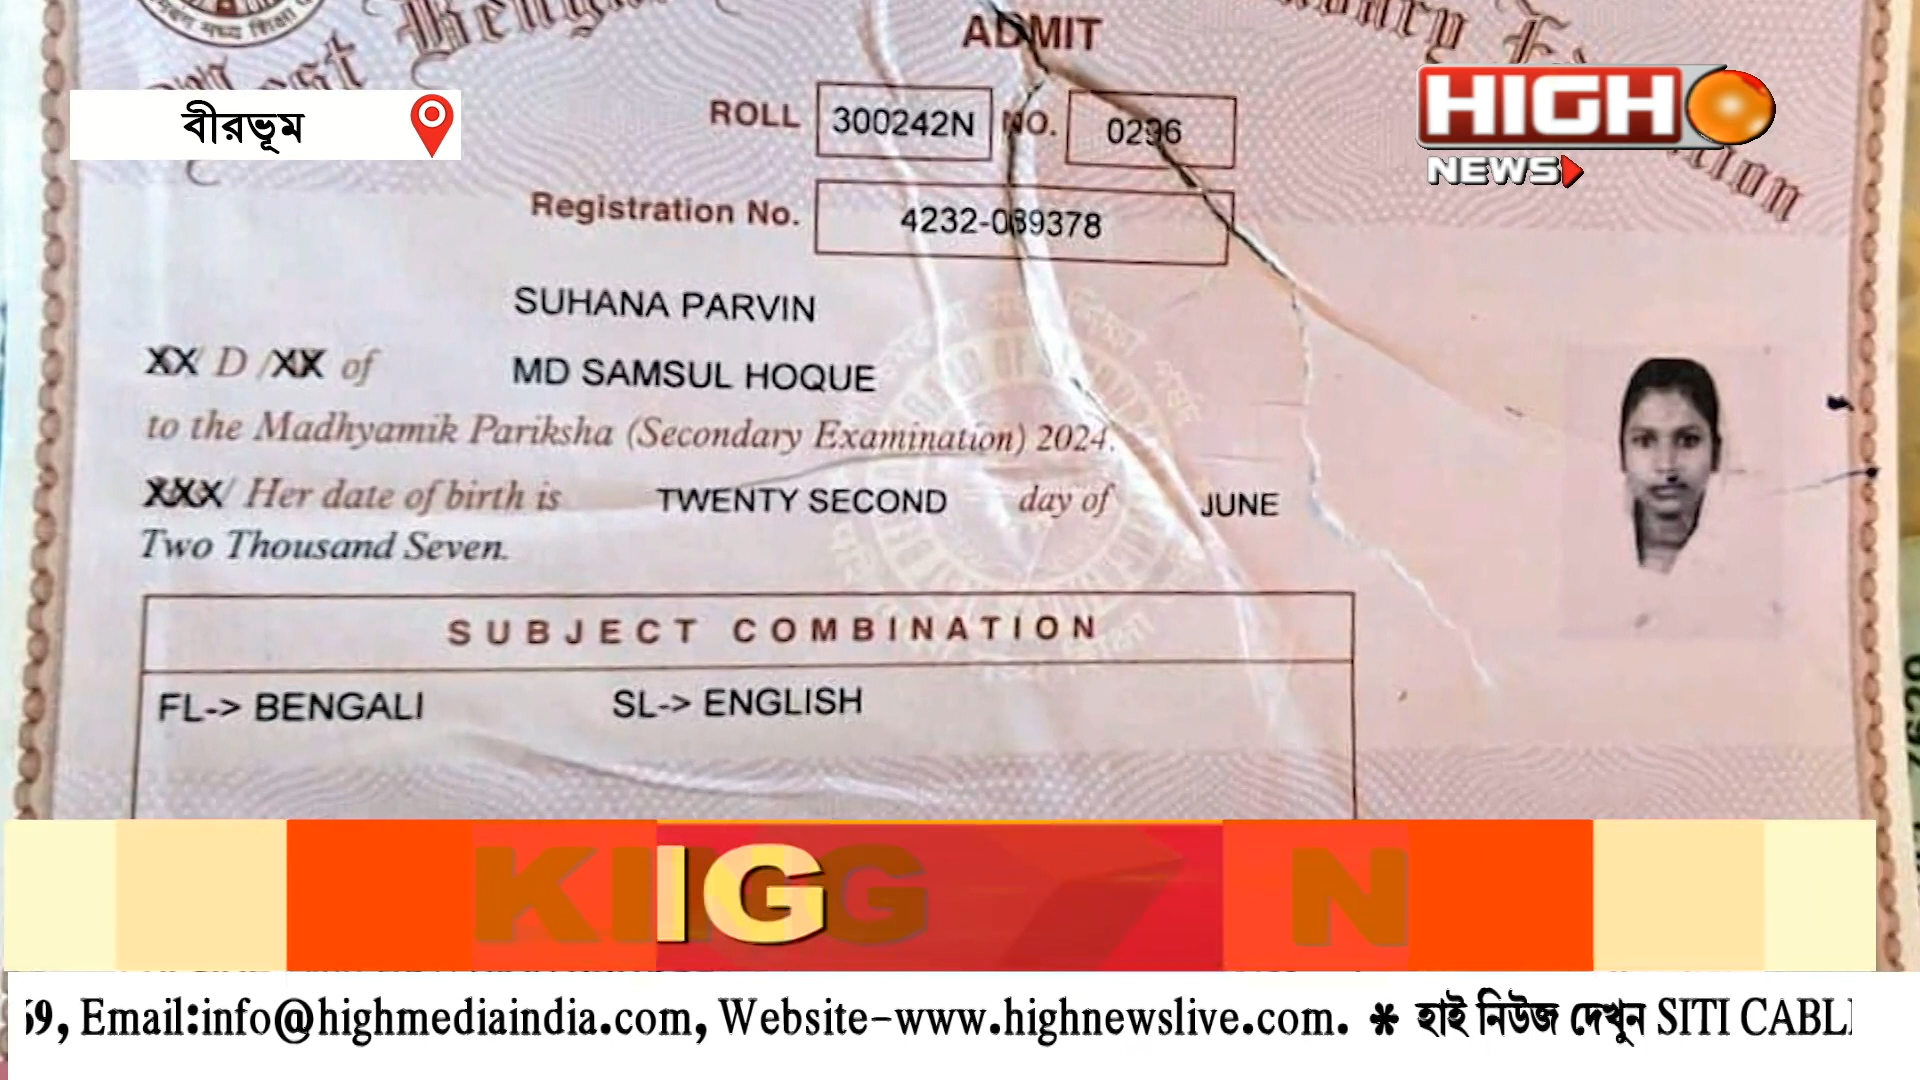 ADMIT
বীরভূম
HIGH
NEWS
ROLL 300242N NO. 0296
Registration No. 4232-089378
SUHANA PARVIN
XX D /XX of MD SAMSUL HOQUE
to the Madhyamik Pariksha (Secondary Examination) 2024.
XXX/ Her date of birth is TWENTY SECOND day of JUNE
Two Thousand Seven.
SUBJECT COMBINATION
FL-> BENGALI SL-> ENGLISH
59, Email:info@highmediaindia.com, Website-www.highnewslive.com. * হাই নিউজ দেখুন SITI CABL